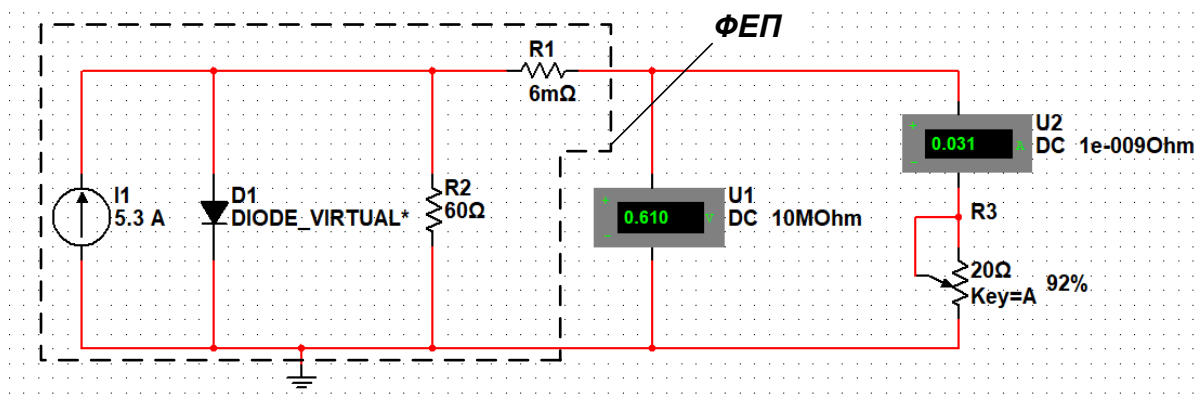 ФЕП
R1
6mΩ
I1
5.3 A
D1
DIODE_VIRTUAL*
R2
60Ω
+
0.610 V
-
U1
DC 10MOhm
+
0.031 A
-
U2
DC 1e-009Ohm
R3
20Ω
Key=A
92%